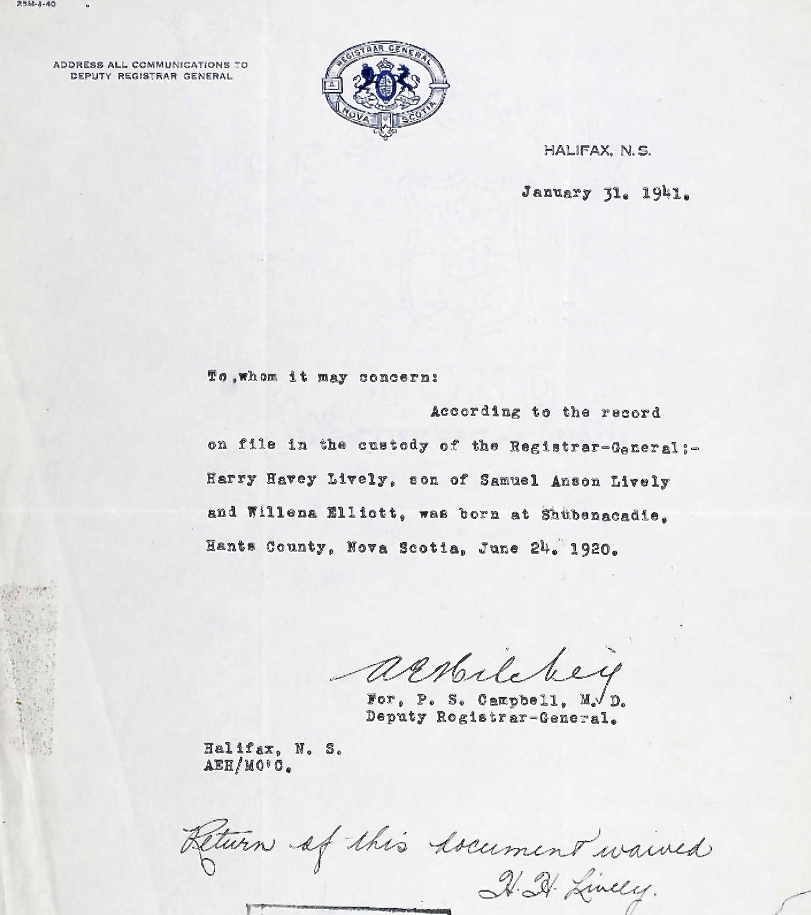 25M-8-40
ADDRESS ALL COMMUNICATIONS TO
DEPUTY REGISTRAR GENERAL
REGISTRAR GENERAL
NOVA SCOTIA
HALIFAX, N.S.
January 31. 1941.
To ,whom it may concern:
According to the record
on file in the custody of the Registrar-General;-
Harry Havey Lively, son of Samuel Anson Lively
and Willena Elliott, was born at Shubenacadie,
Hants County, Nova Scotia, June 24. 1920.
For, P. S. Campbell, M. D.
Deputy Registrar-General.
Halifax, N. S.
AEH/MO'C.
Return of this document waived
H. H. Lively.